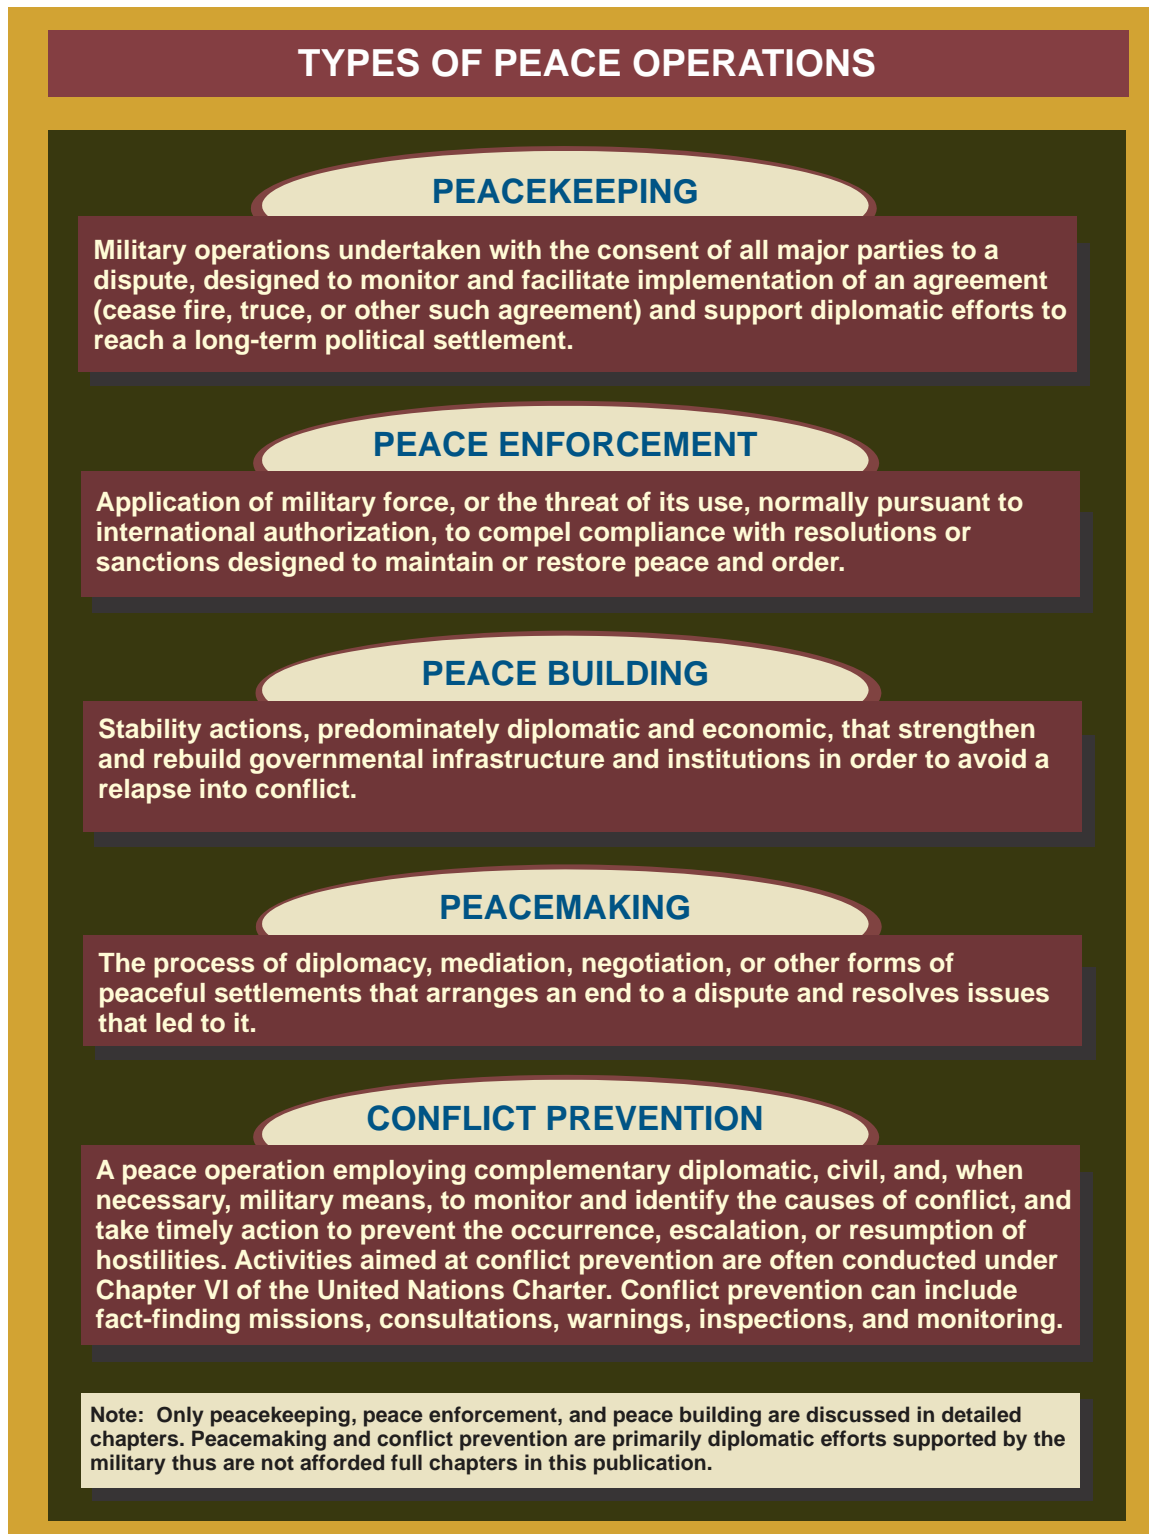 TYPES OF PEACE OPERATIONS
PEACEKEEPING
Military operations undertaken with the consent of all major parties to a
dispute, designed to monitor and facilitate implementation of an agreement
(cease fire, truce, or other such agreement) and support diplomatic efforts to
reach a long-term political settlement.
PEACE ENFORCEMENT
Application of military force, or the threat of its use, normally pursuant to
international authorization, to compel compliance with resolutions or
sanctions designed to maintain or restore peace and order.
PEACE BUILDING
Stability actions, predominately diplomatic and economic, that strengthen
and rebuild governmental infrastructure and institutions in order to avoid a
relapse into conflict.
PEACEMAKING
The process of diplomacy, mediation, negotiation, or other forms of
peaceful settlements that arranges an end to a dispute and resolves issues
that led to it.
CONFLICT PREVENTION
A peace operation employing complementary diplomatic, civil, and, when
necessary, military means, to monitor and identify the causes of conflict, and
take timely action to prevent the occurrence, escalation, or resumption of
hostilities. Activities aimed at conflict prevention are often conducted under
Chapter VI of the United Nations Charter. Conflict prevention can include
fact-finding missions, consultations, warnings, inspections, and monitoring.
Note: Only peacekeeping, peace enforcement, and peace building are discussed in detailed
chapters. Peacemaking and conflict prevention are primarily diplomatic efforts supported by the
military thus are not afforded full chapters in this publication.